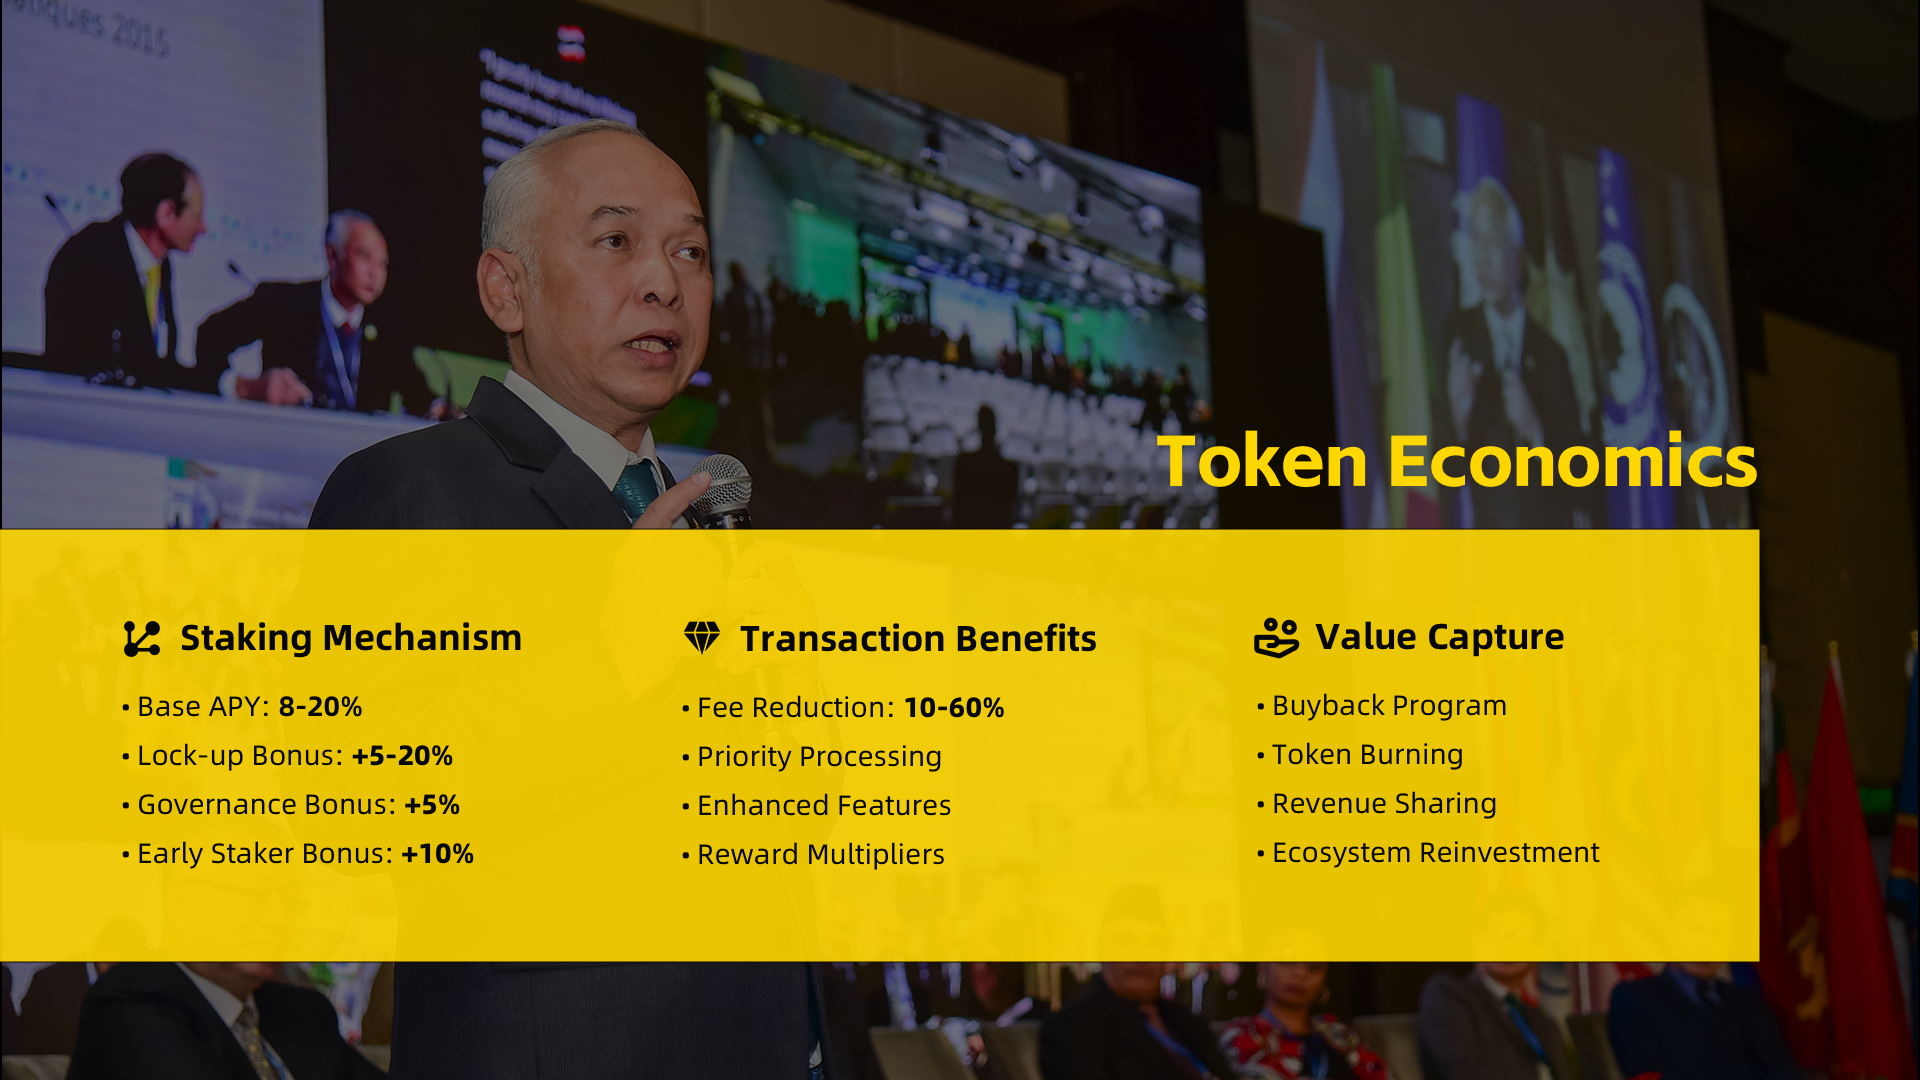 2015
Token Economics
Staking Mechanism
• Base APY: 8-20%
• Lock-up Bonus: +5-20%
• Governance Bonus: +5%
• Early Staker Bonus: +10%
Transaction Benefits
• Fee Reduction: 10-60%
• Priority Processing
• Enhanced Features
• Reward Multipliers
Value Capture
• Buyback Program
• Token Burning
• Revenue Sharing
• Ecosystem Reinvestment